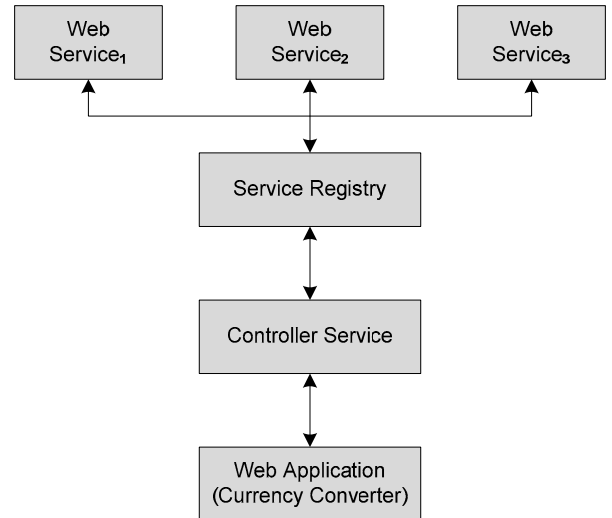 Web
Service₁
Web
Service₂
Web
Service₃
Service Registry
Controller Service
Web Application
(Currency Converter)